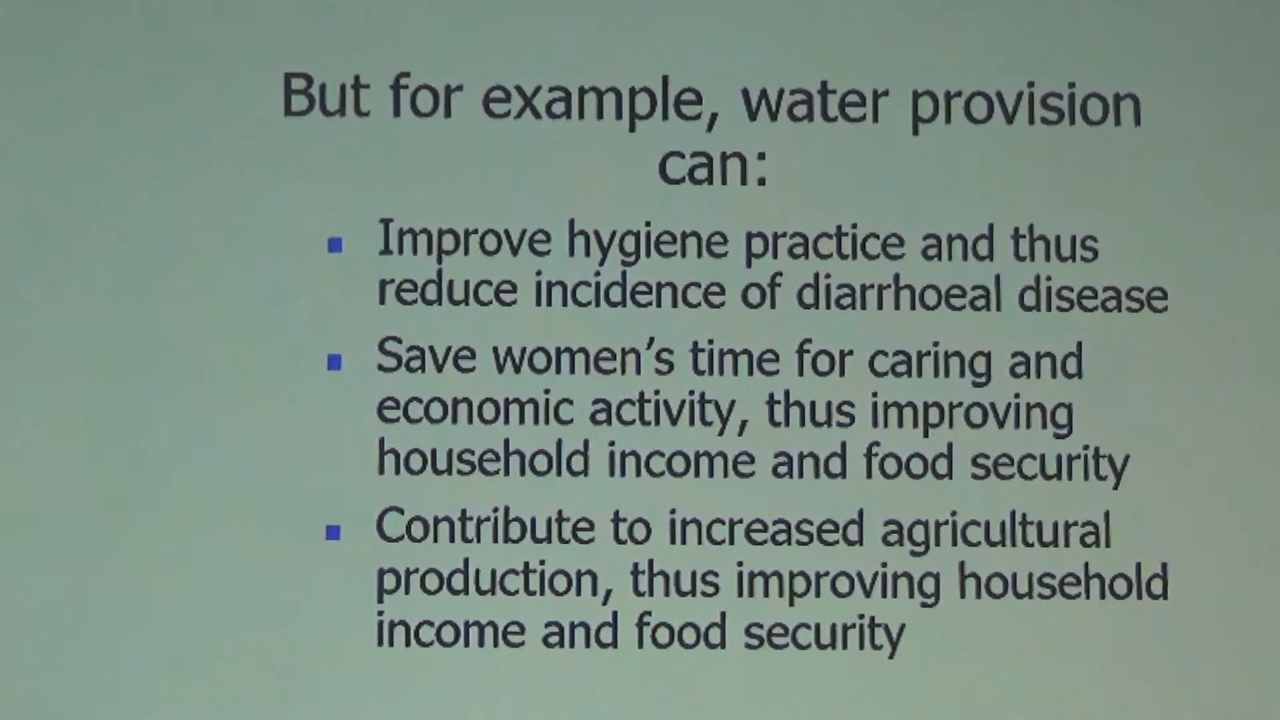 But for example, water provision
can:
▪ Improve hygiene practice and thus
reduce incidence of diarrhoeal disease
▪ Save women’s time for caring and
economic activity, thus improving
household income and food security
▪ Contribute to increased agricultural
production, thus improving household
income and food security